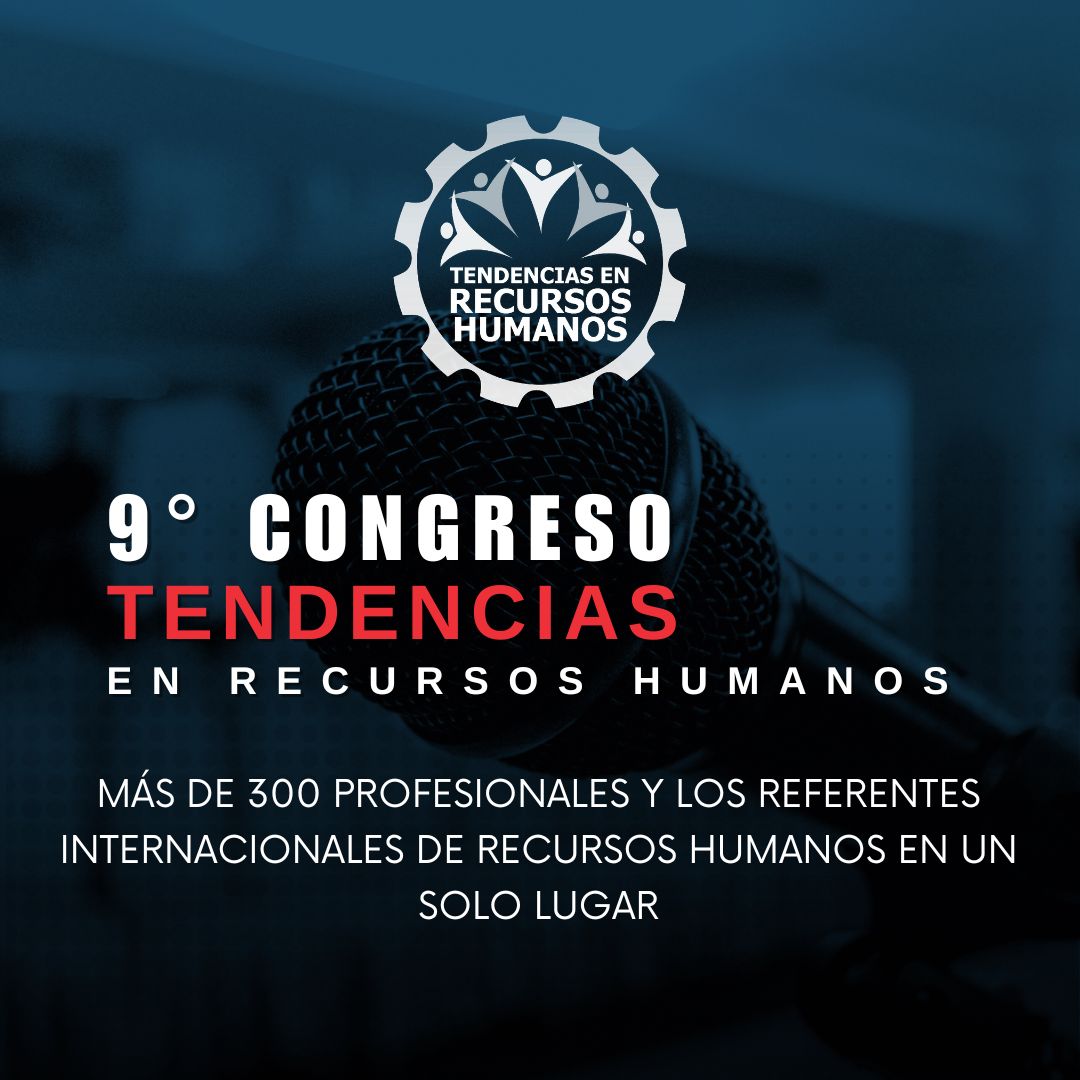 TENDENCIAS EN
RECURSOS
HUMANOS
9° CONGRESO
TENDENCIAS
EN RECURSOS HUMANOS
MÁS DE 300 PROFESIONALES Y LOS REFERENTES
INTERNACIONALES DE RECURSOS HUMANOS EN UN
SOLO LUGAR